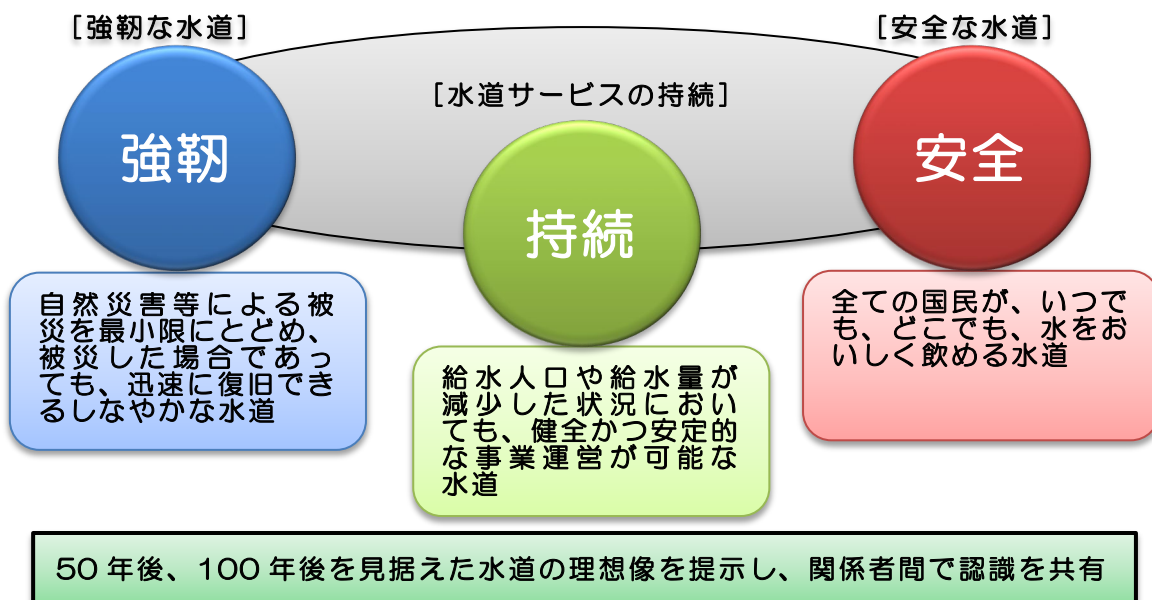 [強靭な水道]
[安全な水道]
[水道サービスの持続]
強靭
安全
持続
自然災害等による被
災を最小限にとどめ、
被災した場合であっ
ても、迅速に復旧でき
るしなやかな水道
給水人口や給水量が
減少した状況におい
ても、健全かつ安定的
な事業運営が可能な
水道
全ての国民が、いつで
も、どこでも、水をお
いしく飲める水道
50年後、100年後を見据えた水道の理想像を提示し、関係者間で認識を共有